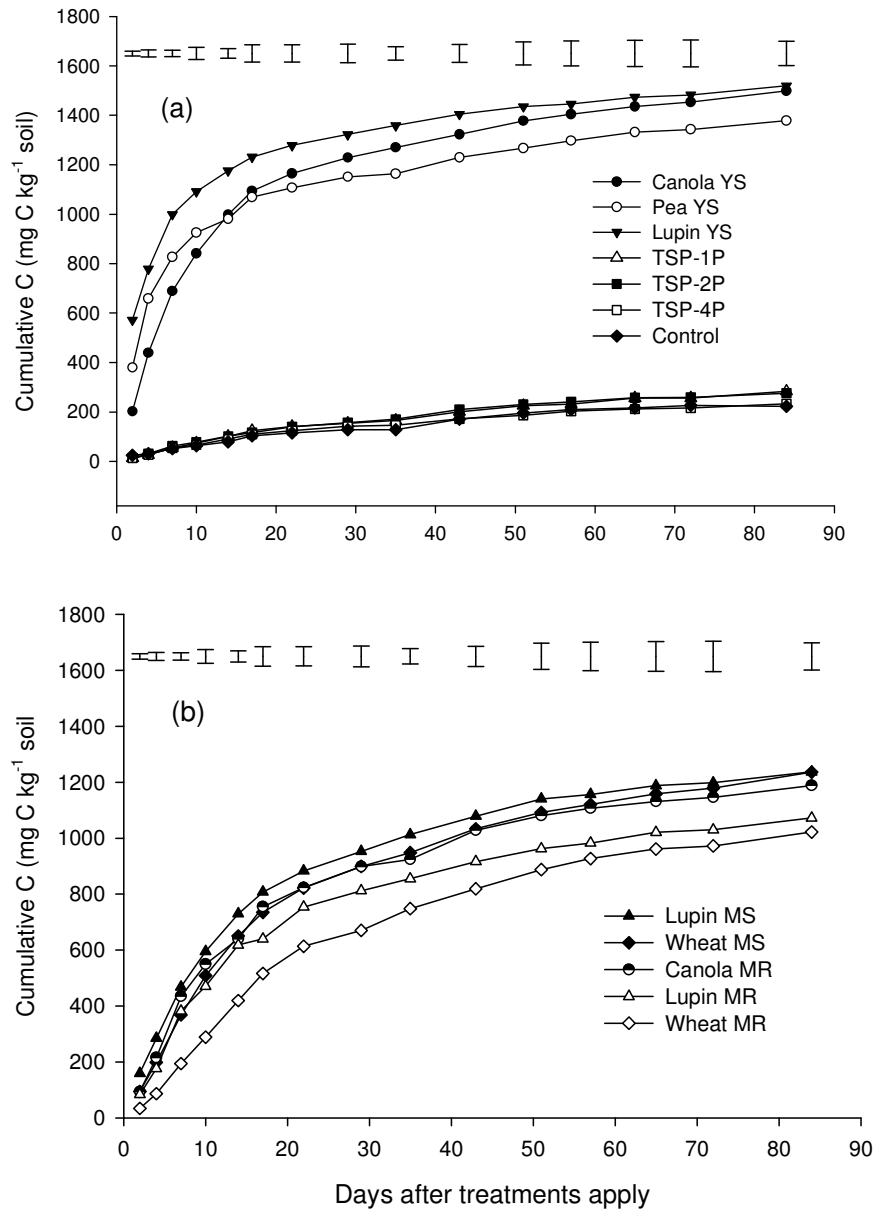 1800
1600
1400
1200
1000
800
600
400
200
0
Cumulative C (mg C kg⁻¹ soil
(a)
Canola YS
Pea YS
Lupin YS
TSP-1P
TSP-2P
TSP-4P
Control
0 10 20 30 40 50 60 70 80 90
1800
1600
1400
1200
1000
800
600
400
200
0
Cumulative C (mg C kg⁻¹ soil
(b)
Lupin MS
Wheat MS
Canola MR
Lupin MR
Wheat MR
0 10 20 30 40 50 60 70 80 90
Days after treatments apply